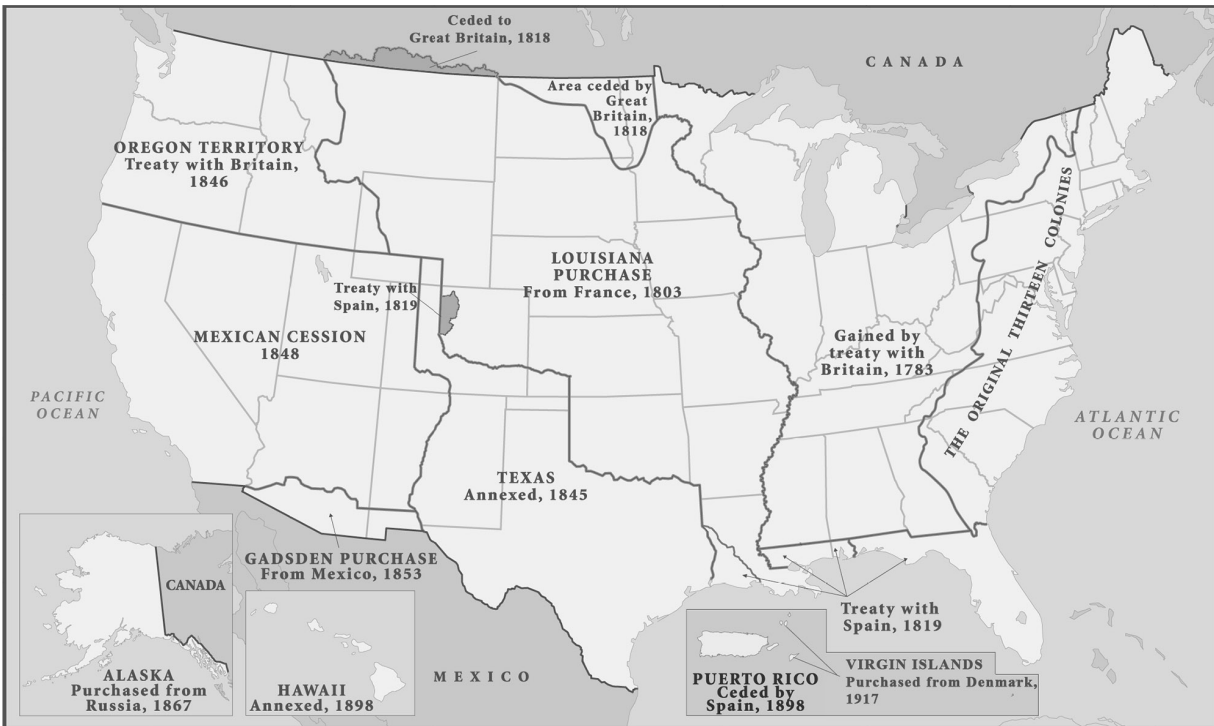 Ceded to
Great Britain, 1818
CANADA
Area ceded by
Great
Britain,
1818
OREGON TERRITORY
Treaty with Britain,
1846
THE ORIGINAL THIRTEEN COLONIES
LOUISIANA
PURCHASE
From France, 1803
Treaty with
Spain, 1819
MEXICAN CESSION
1848
Gained by
treaty with
Britain, 1783
PACIFIC
OCEAN
ATLANTIC
OCEAN
TEXAS
Annexed, 1845
GADSDEN PURCHASE
From Mexico, 1853
CANADA
Treaty with
Spain, 1819
ALASKA
Purchased from
Russia, 1867
HAWAII
Annexed, 1898
MEXICO
PUERTO RICO
Ceded by
Spain, 1898
VIRGIN ISLANDS
Purchased from Denmark,
1917